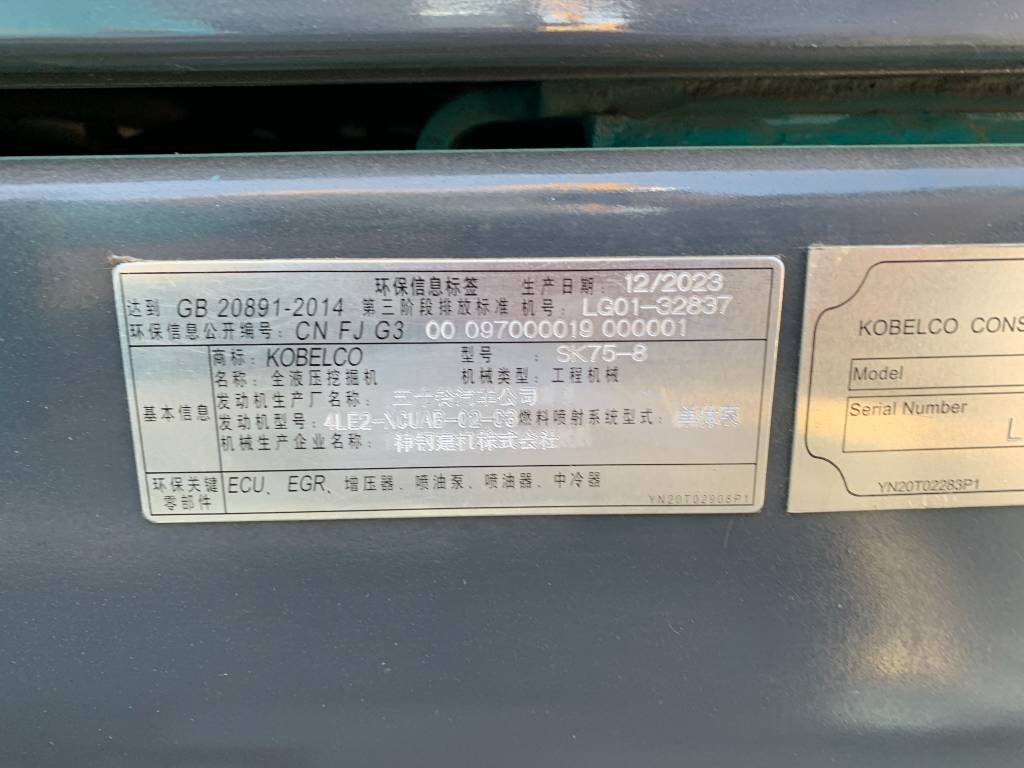 环保信息标签 生产日期: 12/2023
达到 GB 20891-2014 第三阶段排放标准 机号: LG01-32837
环保信息公开编号: CN FJ G3 00 097000019 000001
基本信息
商标: KOBELCO 型号 : SK75-8
名称: 全液压挖掘机 机械类型: 工程机械
发动机生产厂名称: 五十铃汽车公司
发动机型号: 4LE2-XCUAB-02-C3 燃料喷射系统型式: 单体泵
机械生产企业名称: 神钢建机株式会社
环保关键零部件
ECU、EGR、增压器、喷油泵、喷油器、中冷器
YN20T02908P1
KOBELCO CONS
Model
Serial Number
L
YN20T02283P1